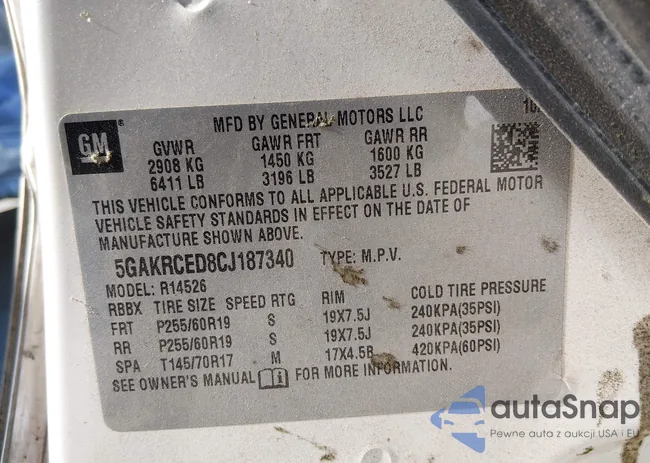 MFD BY GENERAL MOTORS LLC
10/
GM
GVWR GAWR FRT GAWR RR
2908 KG 1450 KG 1600 KG
6411 LB 3196 LB 3527 LB
THIS VEHICLE CONFORMS TO ALL APPLICABLE U.S. FEDERAL MOTOR
VEHICLE SAFETY STANDARDS IN EFFECT ON THE DATE OF
MANUFACTURE SHOWN ABOVE.
5GAKRCED8CJ187340 TYPE: M.P.V.
MODEL: R14526
RBBX TIRE SIZE SPEED RTG RIM COLD TIRE PRESSURE
FRT P255/60R19 S 19X7.5J 240KPA(35PSI)
RR P255/60R19 S 19X7.5J 240KPA(35PSI)
SPA T145/70R17 M 17X4.5B 420KPA(60PSI)
SEE OWNER'S MANUAL FOR MORE INFORMATION.
autaSnap
Pewne auta z aukcji USA i EU